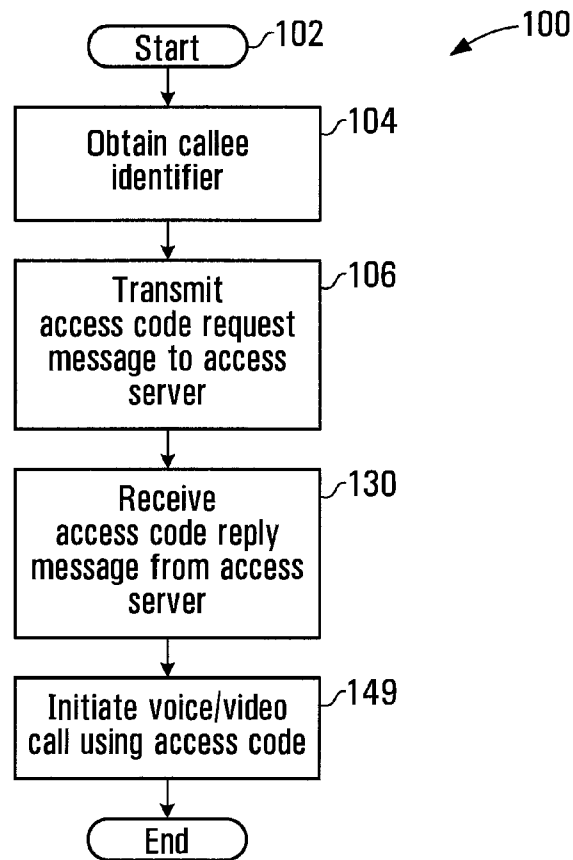 100
Start
102
104
Obtain callee
identifier
106
Transmit
access code request
message to access
server
130
Receive
access code reply
message from access
server
149
Initiate voice/video
call using access code
End